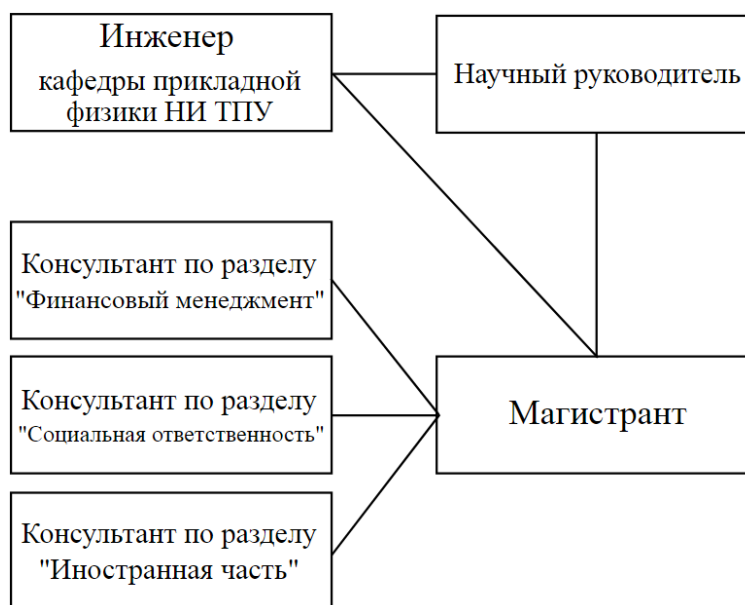 Инженер
кафедры прикладной
физики НИ ТПУ
Научный руководитель
Консультант по разделу
"Финансовый менеджмент"
Консультант по разделу
"Социальная ответственность"
Магистрант
Консультант по разделу
"Иностранная часть"